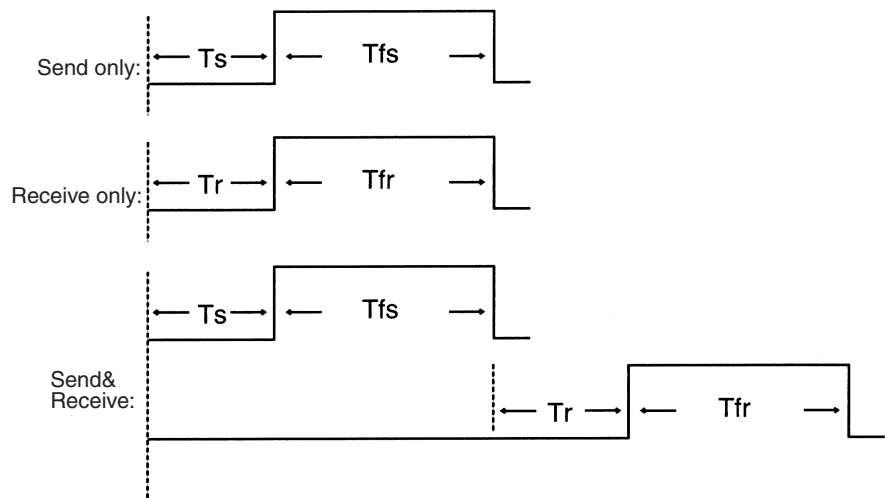 Send only:
Ts
Tfs
Receive only:
Tr
Tfr
Send&
Receive:
Ts
Tfs
Tr
Tfr